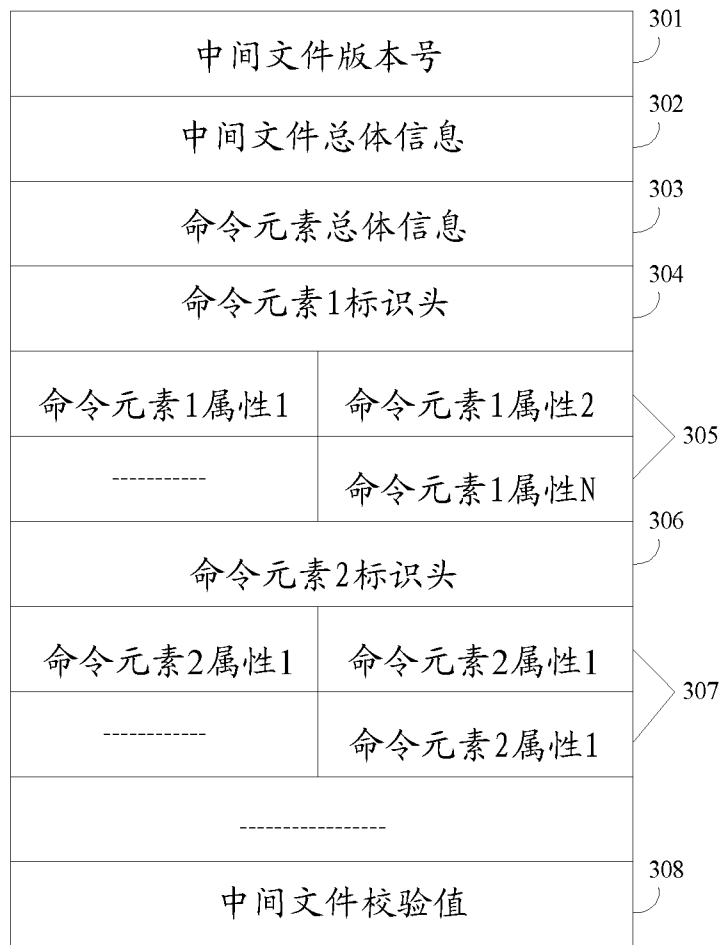 301
中间文件版本号
302
中间文件总体信息
303
命令元素总体信息
304
命令元素1标识头
命令元素1属性1 命令元素1属性2
305
----------- 命令元素1属性N
306
命令元素2标识头
命令元素2属性1 命令元素2属性1
307
------------ 命令元素2属性1
-----------------
308
中间文件校验值